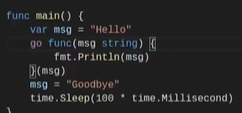 func main() {
    var msg = "Hello"
    go func(msg string) {
        fmt.Println(msg)
    }(msg)
    msg = "Goodbye"
    time.Sleep(100 * time.Millisecond)
}